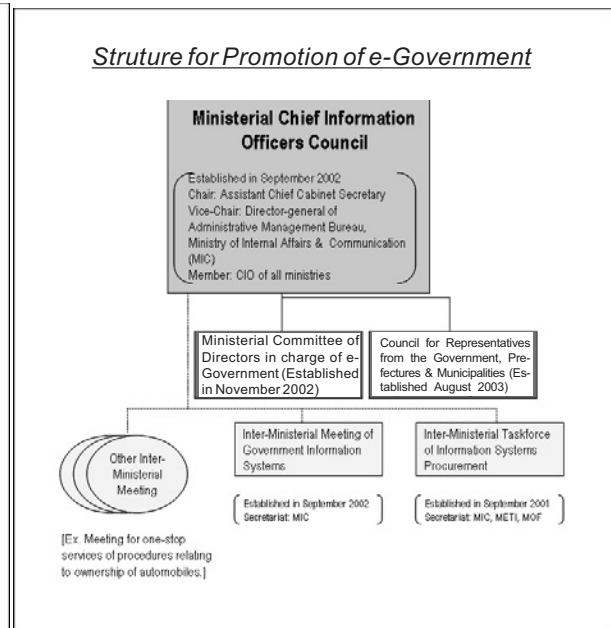 Struture for Promotion of e-Government
Ministerial Chief Information
Officers Council
Established in September 2002
Chair: Assistant Chief Cabinet Secretary
Vice-Chair: Director-general of
Administrative Management Bureau,
Ministry of Internal Affairs & Communication
(MIC)
Member: CIO of all ministries
Ministerial Committee of
Directors in charge of e-
Government (Established
in November 2002)
Council for Representatives
from the Government, Pre-
fectures & Municipalities (Es-
tablished August 2003)
Other Inter-
Ministerial
Meeting
Inter-Ministerial Meeting of
Government Information
Systems
Inter-Ministerial Taskforce
of Information Systems
Procurement
Established in September 2002
Secretariat: MIC
Established in September 2001
Secretariat: MIC, METI, MOF
[Ex. Meeting for one-stop
services of procedures relating
to ownership of automobiles.]